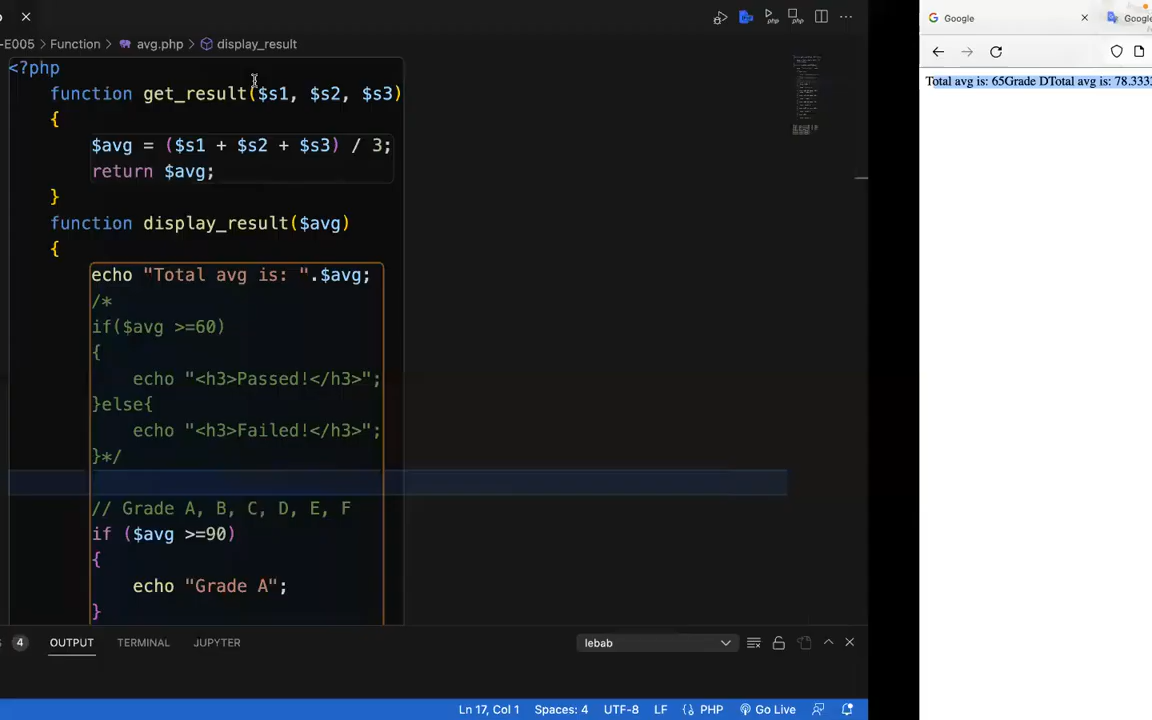 -E005 > Function > avg.php > display_result
<?php
function get_result($s1, $s2, $s3)
{
$avg = ($s1 + $s2 + $s3) / 3;
return $avg;
}
function display_result($avg)
{
echo "Total avg is: ".$avg;
/*
if($avg >=60)
{
echo "<h3>Passed!</h3>";
}else{
echo "<h3>Failed!</h3>";
}*/
// Grade A, B, C, D, E, F
if ($avg >=90)
{
echo "Grade A";
}
4 OUTPUT TERMINAL JUPYTER lebab
Ln 17, Col 1 Spaces: 4 UTF-8 LF PHP Go Live
php php
Google Google
Total avg is: 65Grade DTotal avg is: 78.333